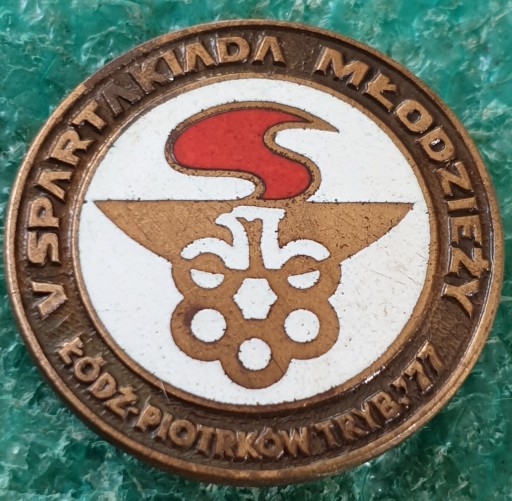 V SPARTAKIADA MŁODZIEŻY
ŁÓDŹ-PIOTRKÓW TRYB. '77